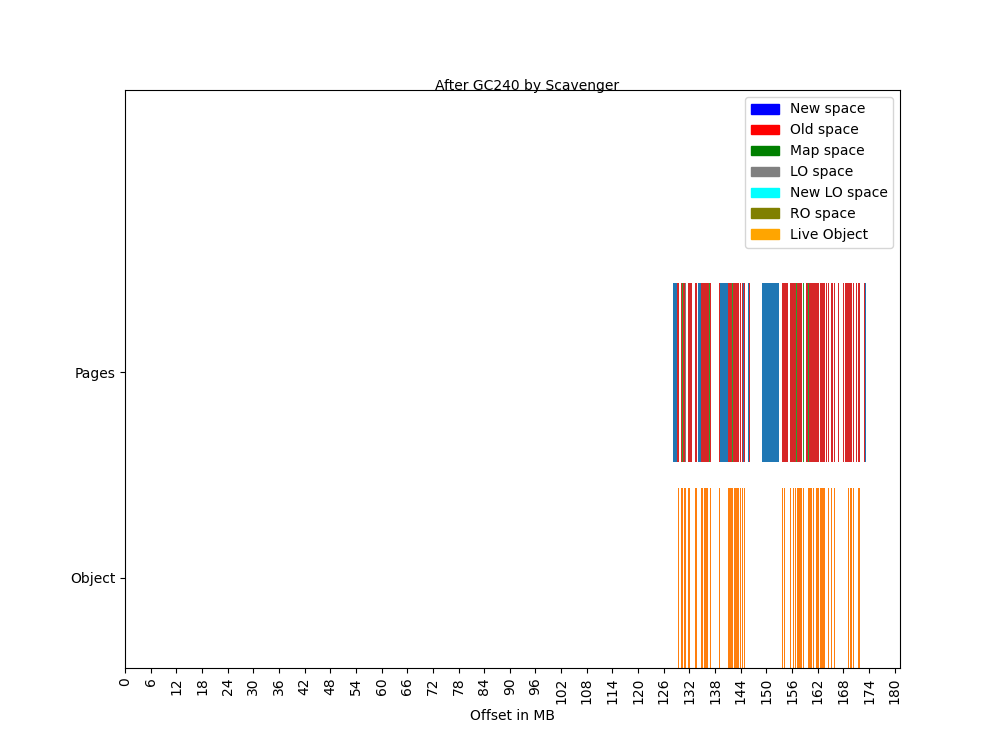 After GC240 by Scavenger
New space
Old space
Map space
LO space
New LO space
RO space
Live Object
Pages
Object
0 6 12 18 24 30 36 42 48 54 60 66 72 78 84 90 96 102 108 114 120 126 132 138 144 150 156 162 168 174 180
Offset in MB